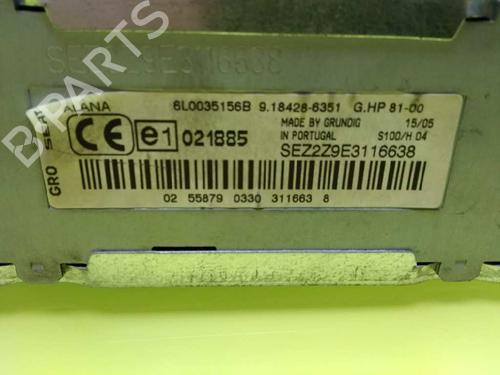 SEZ2Z9E3116638
GRO SEAT
ALANA 6L0035156B 9.18428-6351 G.HP 81-00
CE e1 021885
MADE BY GRUNDIG 15/05
IN PORTUGAL S100/H 04
SEZ2Z9E3116638
02 55879 0330 311663 8
B-PARTS